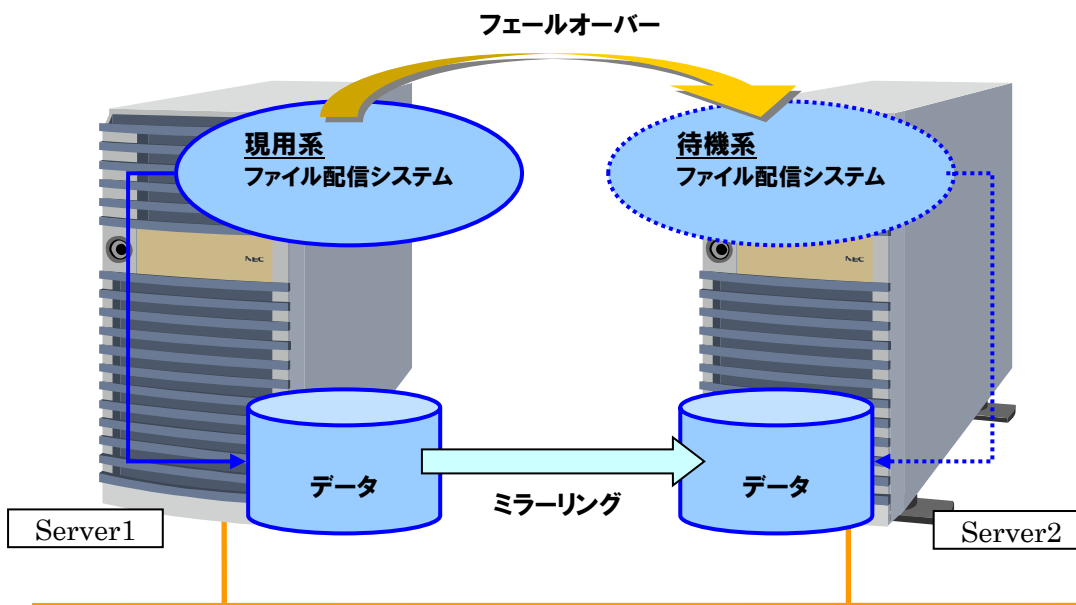 フェールオーバー
現用系
ファイル配信システム
待機系
ファイル配信システム
NEC
NEC
データ
データ
ミラーリング
Server1
Server2